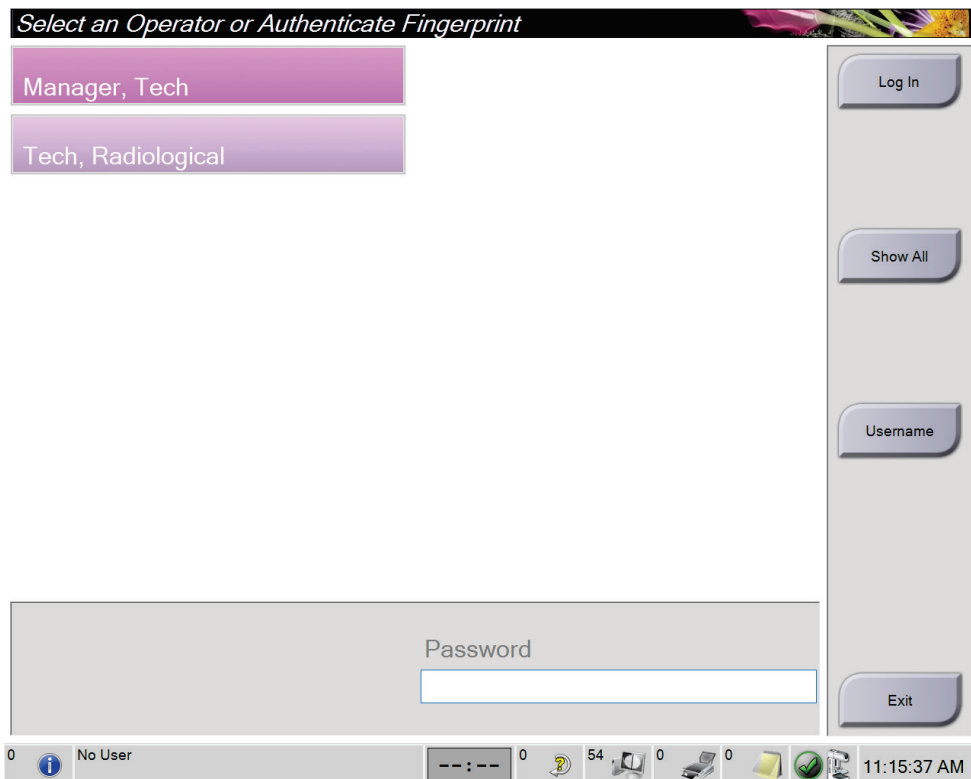 Select an Operator or Authenticate Fingerprint
Manager, Tech
Log In
Tech, Radiological
Show All
Username
Password
Exit
0 No User --:-- 0 54 0 0 11:15:37 AM